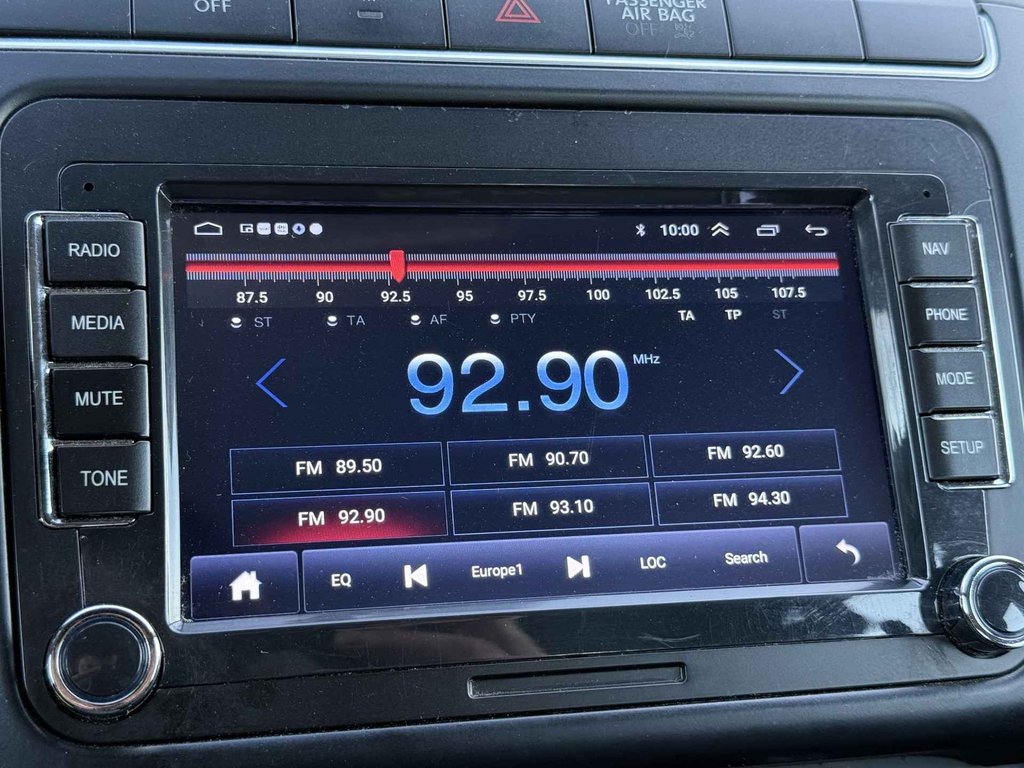 OFF
PASSENGER
AIR BAG
OFF
RADIO
MEDIA
MUTE
TONE
NAV
PHONE
MODE
SETUP
10:00
87.5 90 92.5 95 97.5 100 102.5 105 107.5
ST TA AF PTY TA TP ST
92.90 MHz
FM 89.50 FM 90.70 FM 92.60
FM 92.90 FM 93.10 FM 94.30
EQ Europe1 LOC Search